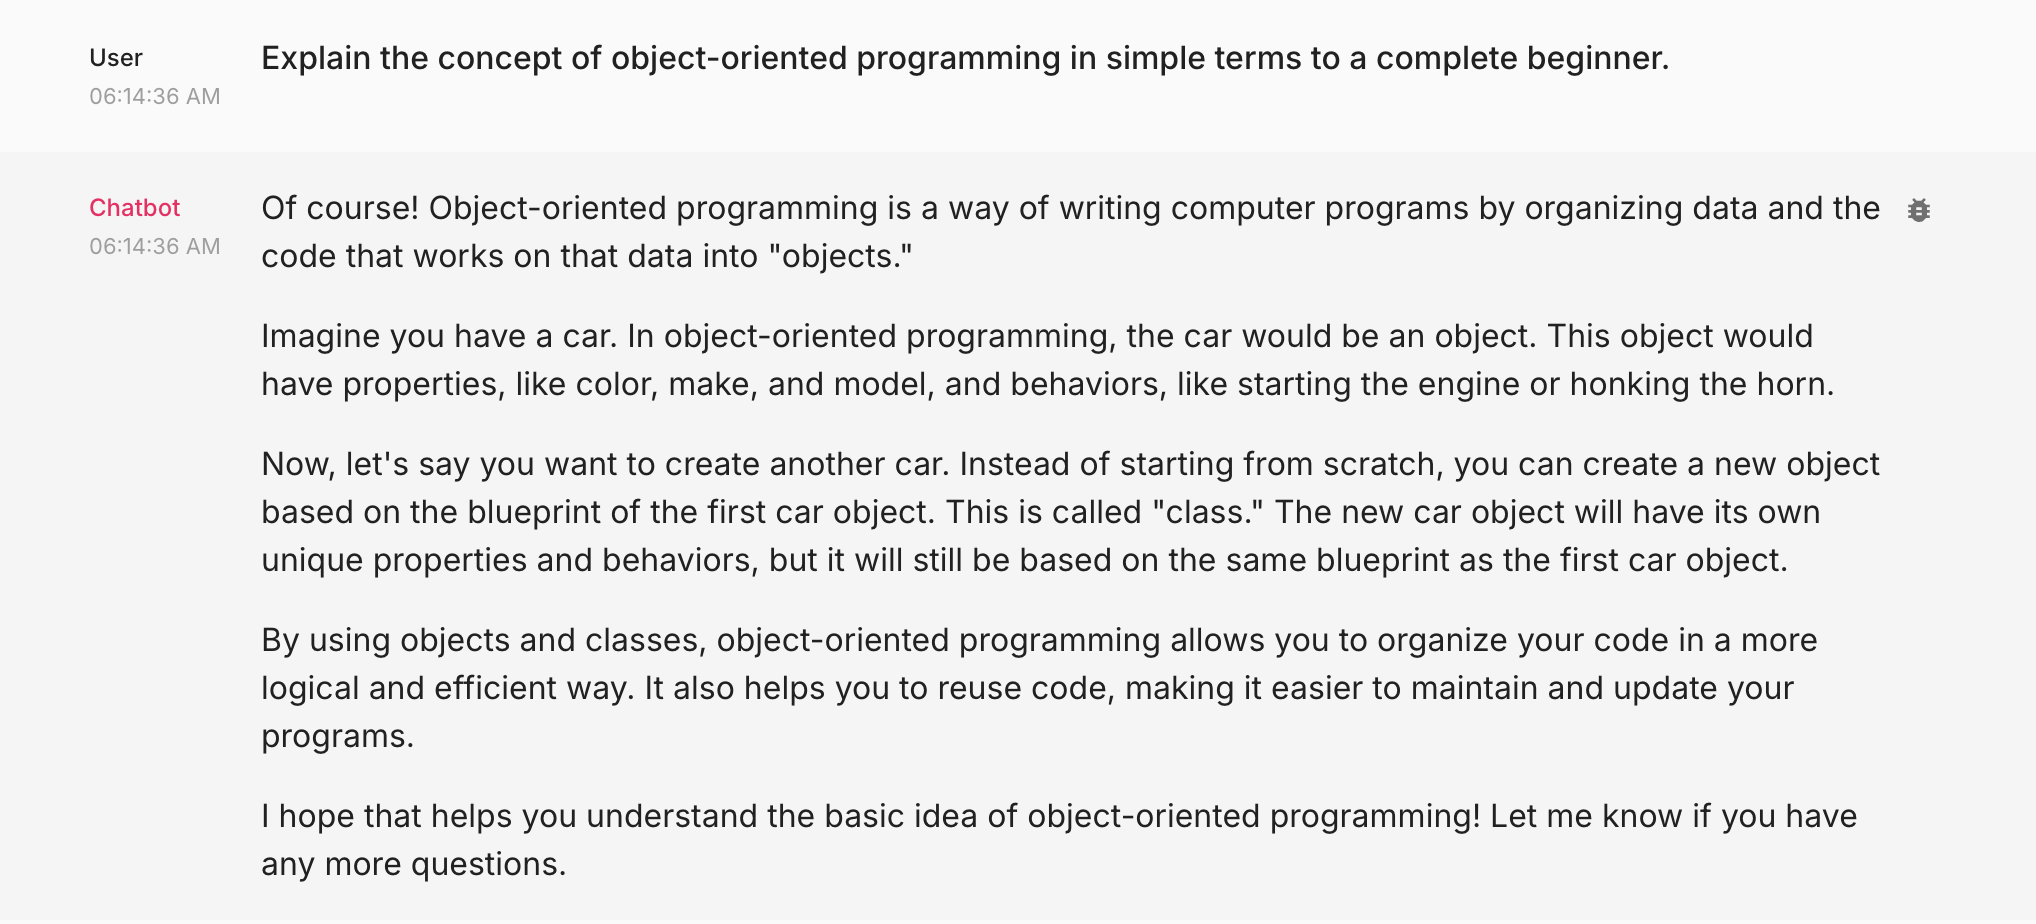 User
06:14:36 AM
Explain the concept of object-oriented programming in simple terms to a complete beginner.
Chatbot
06:14:36 AM
Of course! Object-oriented programming is a way of writing computer programs by organizing data and the
code that works on that data into "objects."
Imagine you have a car. In object-oriented programming, the car would be an object. This object would
have properties, like color, make, and model, and behaviors, like starting the engine or honking the horn.
Now, let's say you want to create another car. Instead of starting from scratch, you can create a new object
based on the blueprint of the first car object. This is called "class." The new car object will have its own
unique properties and behaviors, but it will still be based on the same blueprint as the first car object.
By using objects and classes, object-oriented programming allows you to organize your code in a more
logical and efficient way. It also helps you to reuse code, making it easier to maintain and update your
programs.
I hope that helps you understand the basic idea of object-oriented programming! Let me know if you have
any more questions.